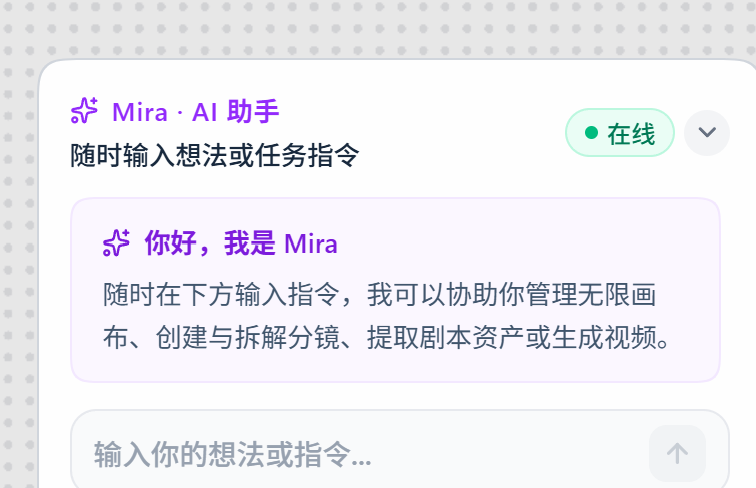 Mira · AI 助手
随时输入想法或任务指令
在线
你好，我是 Mira
随时在下方输入指令，我可以协助你管理无限画
布、创建与拆解分镜、提取剧本资产或生成视频。
输入你的想法或指令...